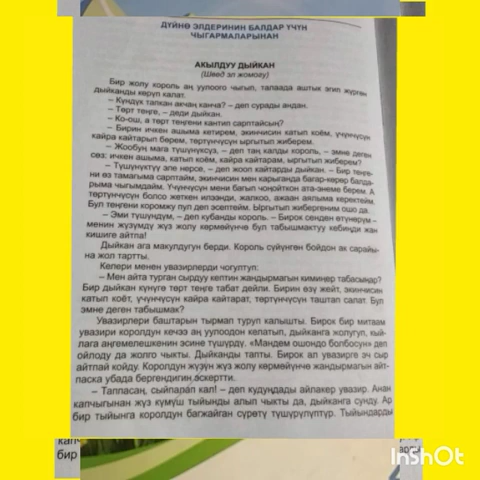 ДҮЙНӨ ЭЛДЕРИНИН БАЛДАР ҮЧҮН
ЧЫГАРМАЛАРЫНАН
АКЫЛДУУ ДЫЙКАН
(Швед эл жомогу)
Бир жолу король аң уулоого чыгып, талаада аштык эгип жүргөн
дыйканды көрүп калат.
– Күндүк тапкан акчаң канча? – деп сурады андан.
– Төрт теңге, – деди дыйкан.
– Ко-ош, а төрт теңгени кантип сарптайсың?
– Бирин ичкен ашыма кетирем, экинчисин катып коём, үчүнчүсүн
кайра кайтарып берем, төртүнчүсүн ыргытып жиберем.
– Жообуң мага түшүнүксүз, – деп таң калды король, – эмне деген
сөз: ичкен ашыма, катып коём, кайра кайтарам, ыргытып жиберем?
– Түшүнүктүү эле нерсе, – деп жооп кайтарды дыйкан. – Бир теңге-
ни өз тамагыма сарптайм, экинчисин мен карыганда багар-көрөр балда-
рыма чыгымдайм. Үчүнчүсүн мени багып чоңойткон ата-энеме берем. А
төртүнчүсүн болсо жеткен илээнди, жалкоо, ажаан аялыма керектейм.
Бул теңгени коромжу пул деп эсептейм. Ыргытып жибергеним ошо да.
– Эми түшүндүм, – деп кубанды король. – Бирок сенден өтүнөрүм –
менин жүзүмдү жүз жолу көрмөйүнчө бул табышмактуу кебиңди жан
кишиге айтпа!
Дыйкан ага макулдугун берди. Король сүйүнгөн бойдон ак сарайы-
на жол тартты.
Келери менен увазирлерди чогултуп:
– Мен айта турган сырдуу кептин жандырмагын кимиңер табасыңар?
Бир дыйкан күнүгө төрт теңге табат дейли. Бирин өзү жейт, экинчисин
катып коёт, үчүнчүсүн кайра кайтарат, төртүнчүсүн таштап салат. Бул
эмне деген табышмак?
Увазирлери баштарын тырмап туруп калышты. Бирок бир митаам
увазири королдун кечээ аң уулоодон келатып, дыйканга жолугуп, кый-
лага аңгемелешкенин эсине түшүрдү. «Мандем ошондо болбосун» деп
ойлоду да жолго чыкты. Дыйканды тапты. Бирок ал увазирге эч сыр
айтпай койду. Королдун жүзүн жүз жолу көрмөйүнчө жандырмагын айт-
паска убада бергендигин эскертти.
– Таппасаң, сыйпалап кал! – деп кудуңдады айлакер увазир. Анан
капчыгынан жүз күмүш тыйынды алып чыкты да, дыйканга сунду. Ар
бир тыйынга королдун багжайган сүрөтү түшүрүлүптүр. Тыйындарды
бир
InShOt